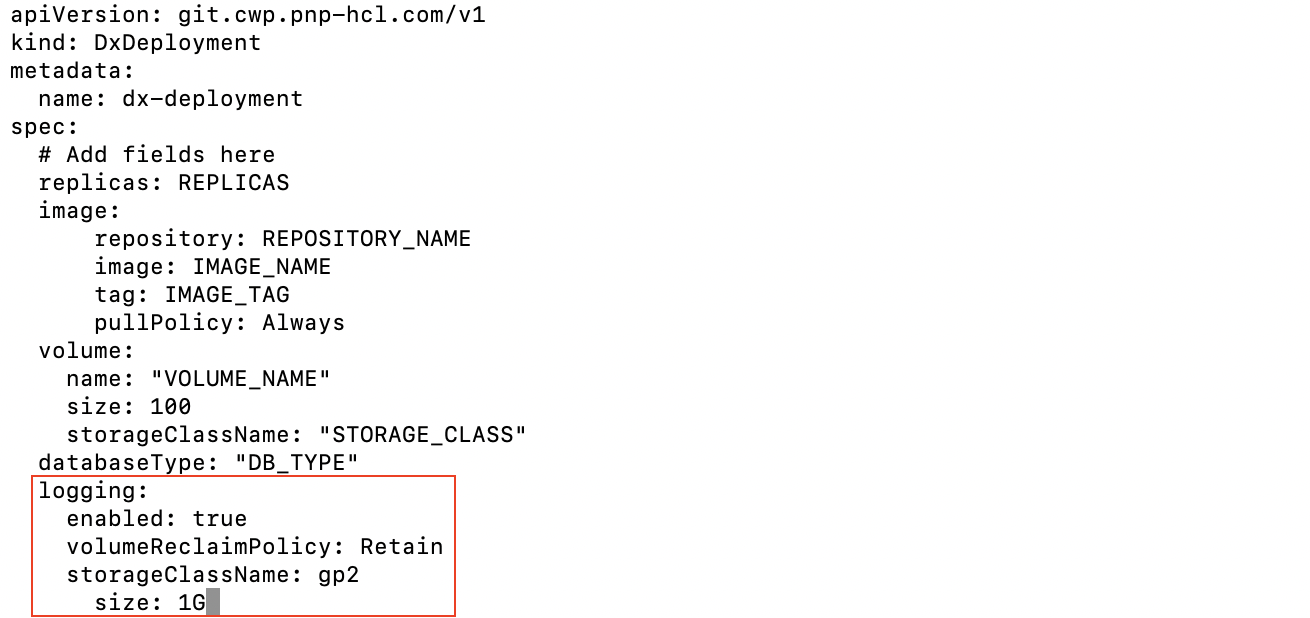 apiVersion: git.cwp.pnp-hcl.com/v1
kind: DxDeployment
metadata:
  name: dx-deployment
spec:
  # Add fields here
  replicas: REPLICAS
  image:
      repository: REPOSITORY_NAME
      image: IMAGE_NAME
      tag: IMAGE_TAG
      pullPolicy: Always
  volume:
    name: "VOLUME_NAME"
    size: 100
    storageClassName: "STORAGE_CLASS"
  databaseType: "DB_TYPE"
  logging:
    enabled: true
    volumeReclaimPolicy: Retain
    storageClassName: gp2
      size: 1G